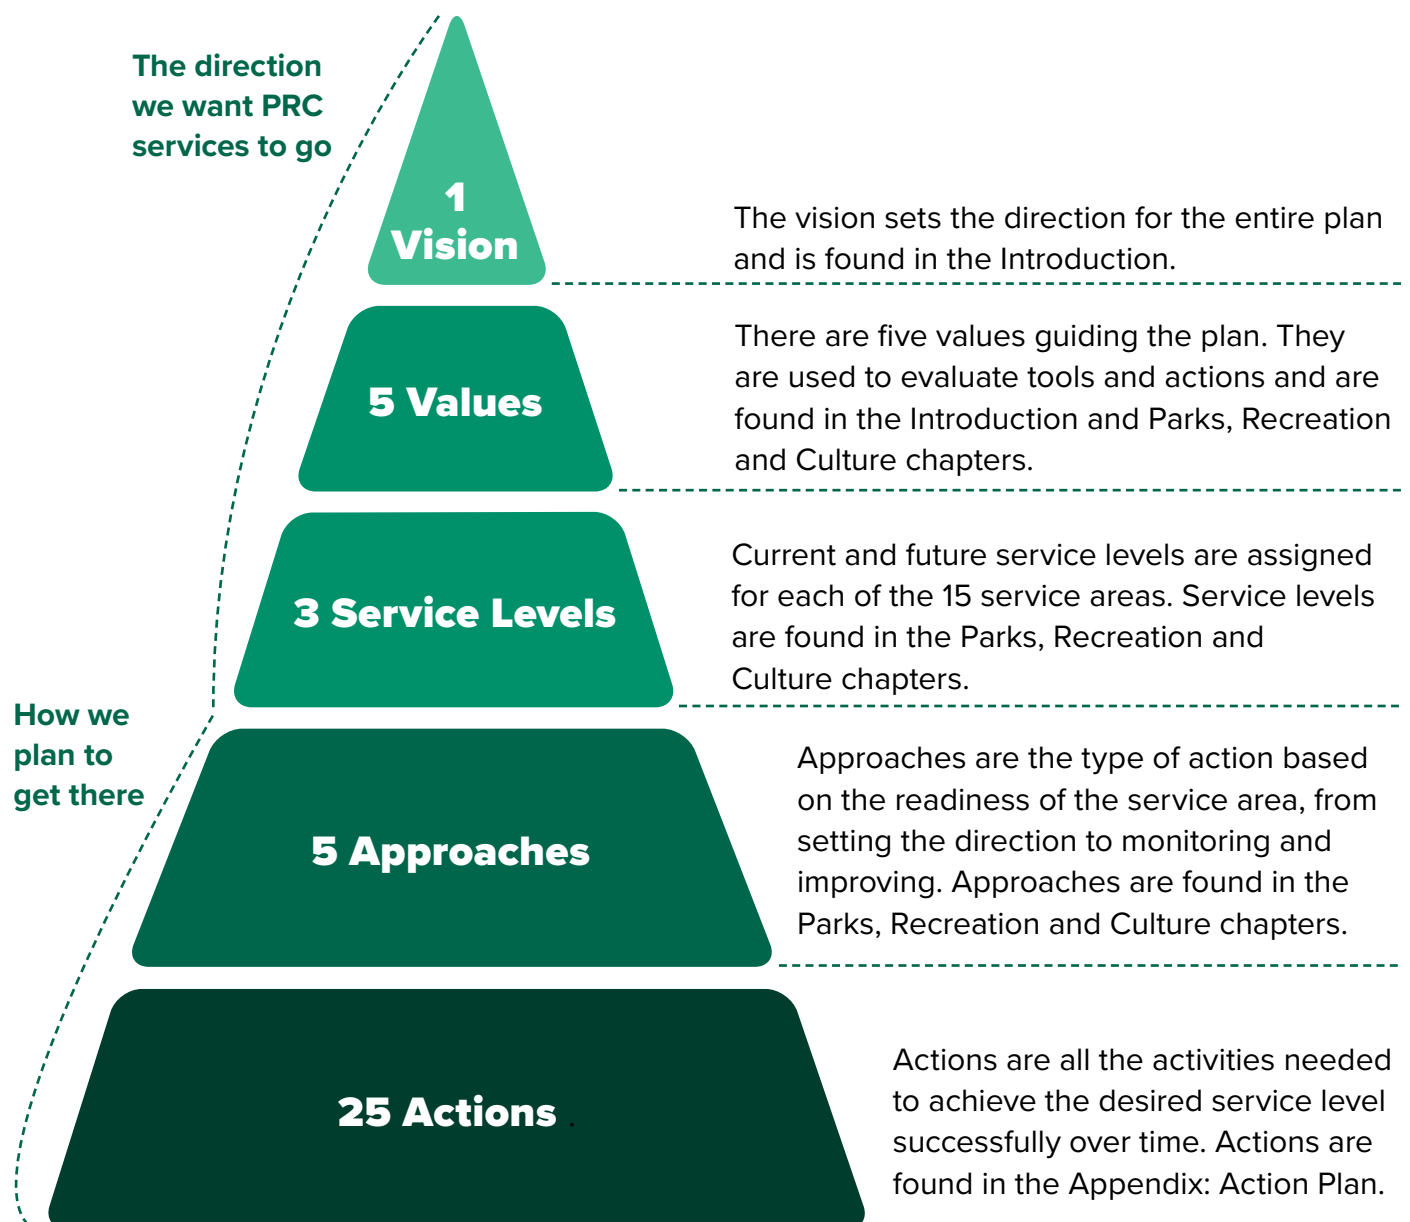 The direction
we want PRC
services to go
1
Vision
The vision sets the direction for the entire plan
and is found in the Introduction.
5 Values
There are five values guiding the plan. They
are used to evaluate tools and actions and are
found in the Introduction and Parks, Recreation
and Culture chapters.
3 Service Levels
Current and future service levels are assigned
for each of the 15 service areas. Service levels
are found in the Parks, Recreation and
Culture chapters.
How we
plan to
get there
5 Approaches
Approaches are the type of action based
on the readiness of the service area, from
setting the direction to monitoring and
improving. Approaches are found in the
Parks, Recreation and Culture chapters.
25 Actions .
Actions are all the activities needed
to achieve the desired service level
successfully over time. Actions are
found in the Appendix: Action Plan.